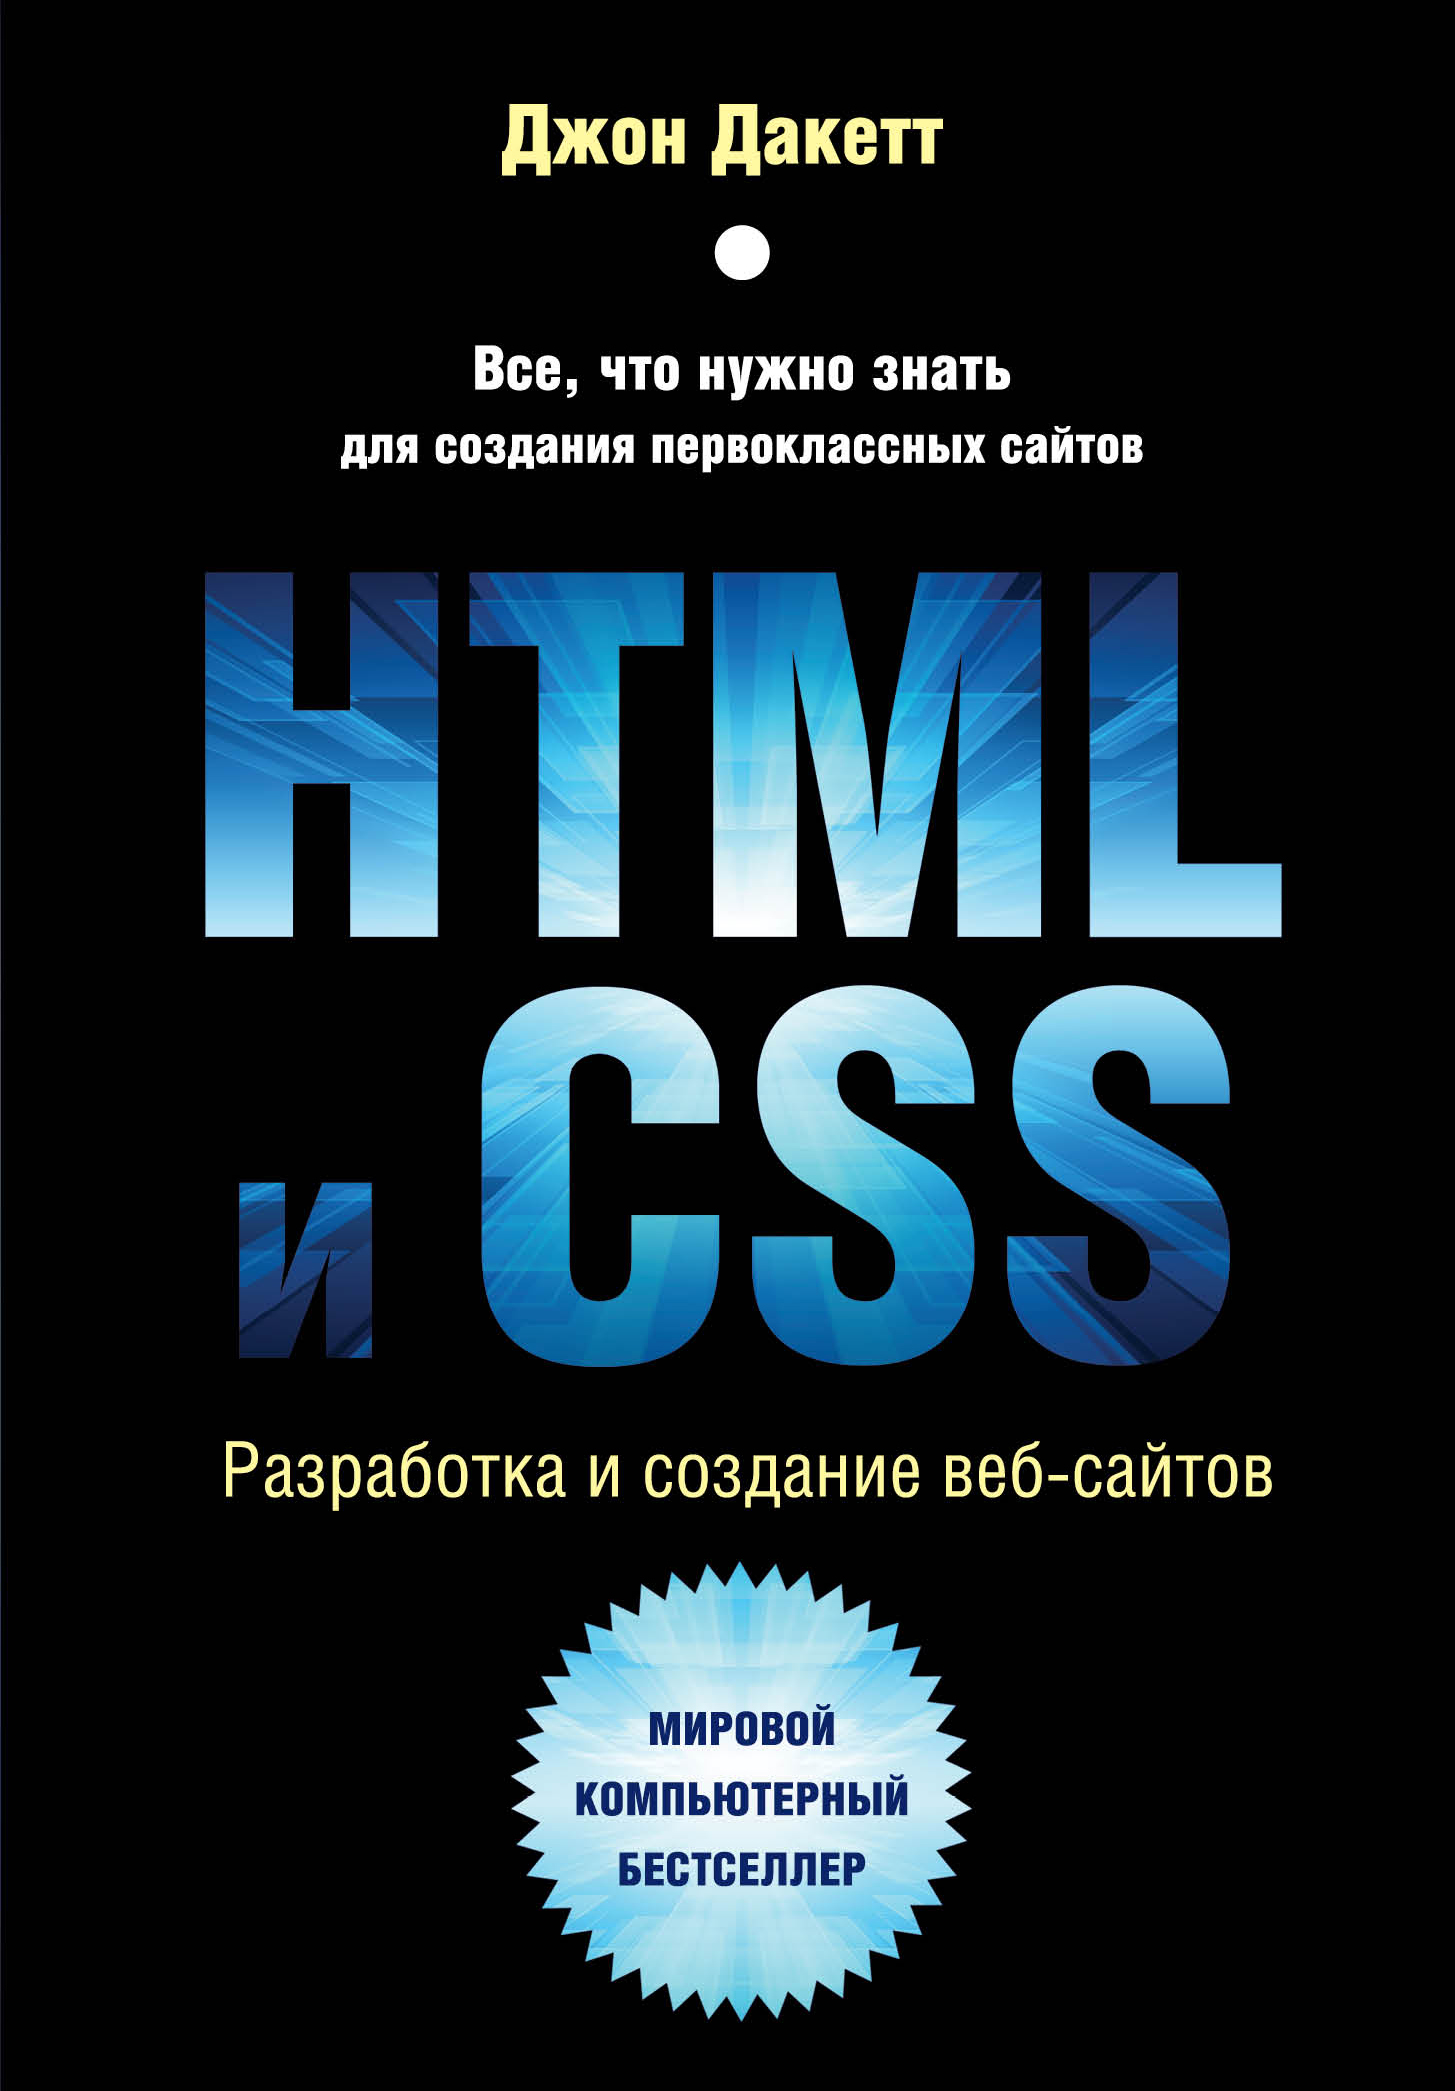 Джон Дакетт
Все, что нужно знать
для создания первоклассных сайтов
HTML
и CSS
Разработка и создание веб-сайтов
МИРОВОЙ
КОМПЬЮТЕРНЫЙ
БЕСТСЕЛЛЕР